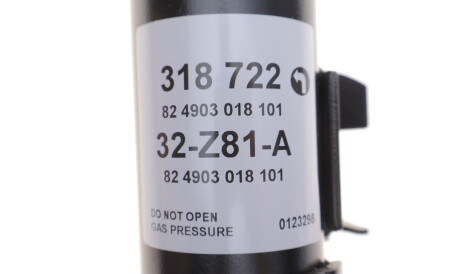 318 722
82 4903 018 101
32-Z81-A
82 4903 018 101
DO NOT OPEN
GAS PRESSURE 0123298